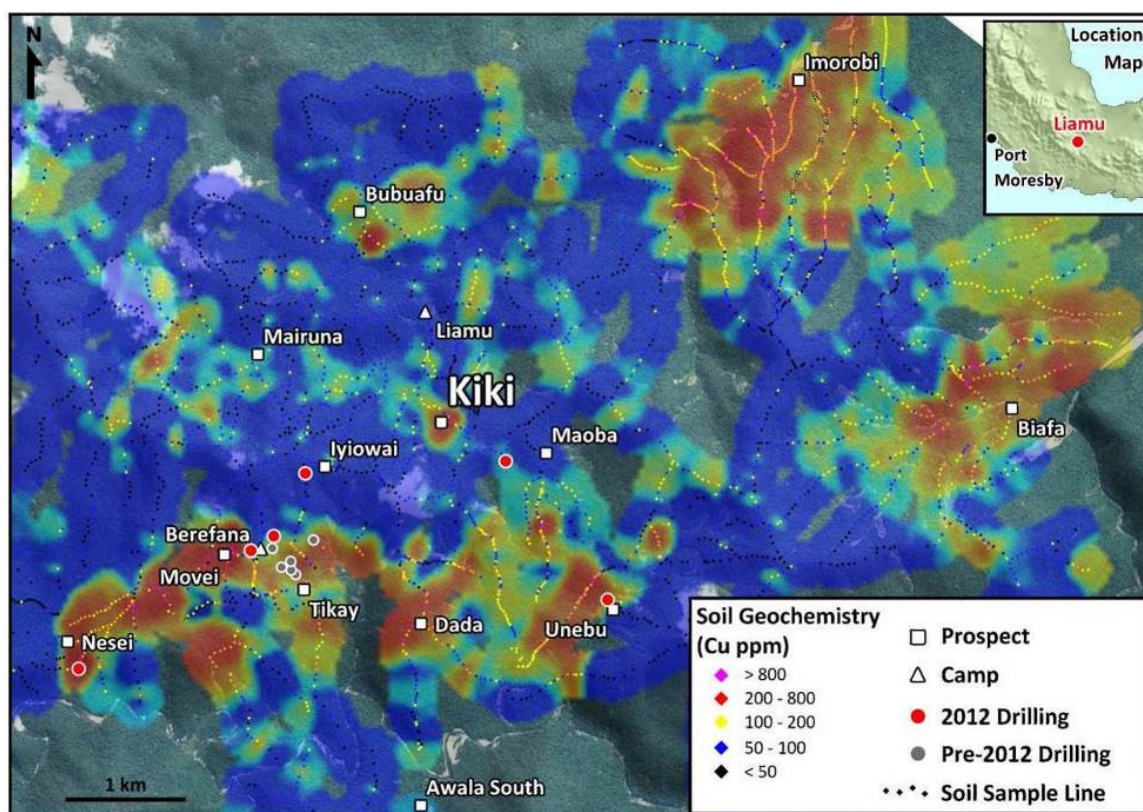 N
Location
Map
Liamu
Port
Moresby
Imorobi
Bubuafu
Liamu
Mairuna
Kiki
Maoba
Iyiowai
Biafa
Berefana
Movei
Tikay
Nesei
Dada
Unebu
Awala South
1 km
Soil Geochemistry
(Cu ppm)
> 800
200 - 800
100 - 200
50 - 100
< 50
Prospect
Camp
2012 Drilling
Pre-2012 Drilling
Soil Sample Line